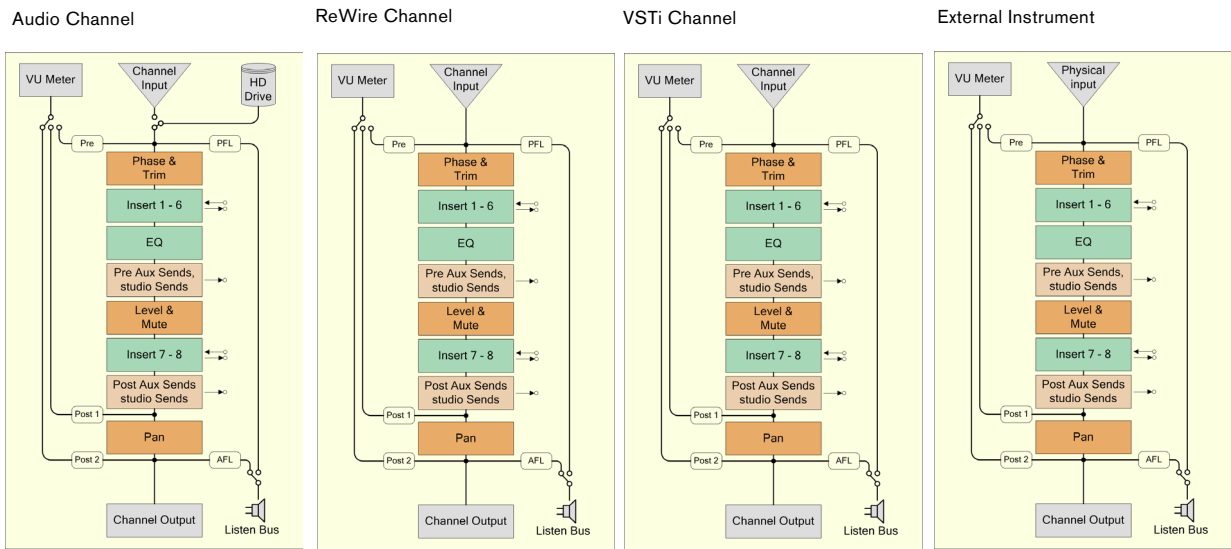 Audio Channel
VU Meter
Channel
Input
HD
Drive
Pre
PFL
Phase &
Trim
Insert 1 - 6
EQ
Pre Aux Sends,
studio Sends
Level &
Mute
Insert 7 - 8
Post Aux Sends
studio Sends
Post 1
Pan
Post 2
AFL
Channel Output
Listen Bus
ReWire Channel
VU Meter
Channel
Input
Pre
PFL
Phase &
Trim
Insert 1 - 6
EQ
Pre Aux Sends,
studio Sends
Level &
Mute
Insert 7 - 8
Post Aux Sends
studio Sends
Post 1
Pan
Post 2
AFL
Channel Output
Listen Bus
VSTi Channel
VU Meter
Channel
Input
Pre
PFL
Phase &
Trim
Insert 1 - 6
EQ
Pre Aux Sends,
studio Sends
Level &
Mute
Insert 7 - 8
Post Aux Sends
studio Sends
Post 1
Pan
Post 2
AFL
Channel Output
Listen Bus
External Instrument
VU Meter
Physical
input
Pre
PFL
Phase &
Trim
Insert 1 - 6
EQ
Pre Aux Sends,
studio Sends
Level &
Mute
Insert 7 - 8
Post Aux Sends
studio Sends
Post 1
Pan
Post 2
AFL
Channel Output
Listen Bus